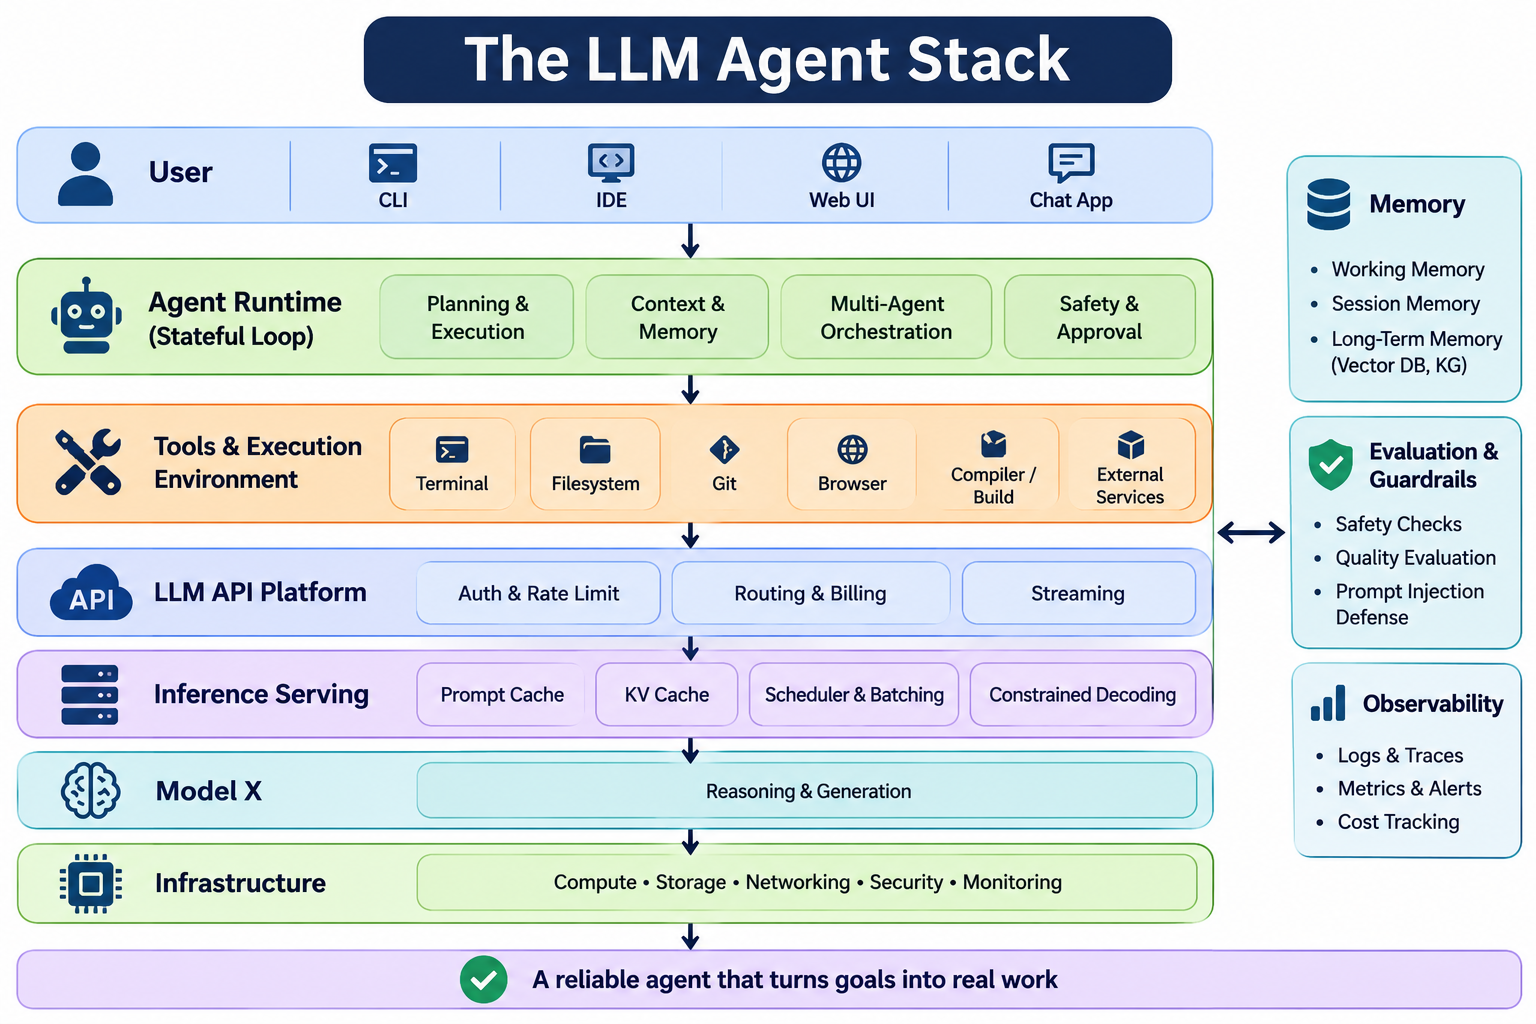 The LLM Agent Stack
User
CLI
IDE
Web UI
Chat App
Agent Runtime
(Stateful Loop)
Planning &
Execution
Context &
Memory
Multi-Agent
Orchestration
Safety &
Approval
Tools & Execution
Environment
Terminal
Filesystem
Git
Browser
Compiler /
Build
External
Services
API
LLM API Platform
Auth & Rate Limit
Routing & Billing
Streaming
Inference Serving
Prompt Cache
KV Cache
Scheduler & Batching
Constrained Decoding
Model X
Reasoning & Generation
Infrastructure
Compute • Storage • Networking • Security • Monitoring
Memory
• Working Memory
• Session Memory
• Long-Term Memory
(Vector DB, KG)
Evaluation &
Guardrails
• Safety Checks
• Quality Evaluation
• Prompt Injection
Defense
Observability
• Logs & Traces
• Metrics & Alerts
• Cost Tracking
A reliable agent that turns goals into real work